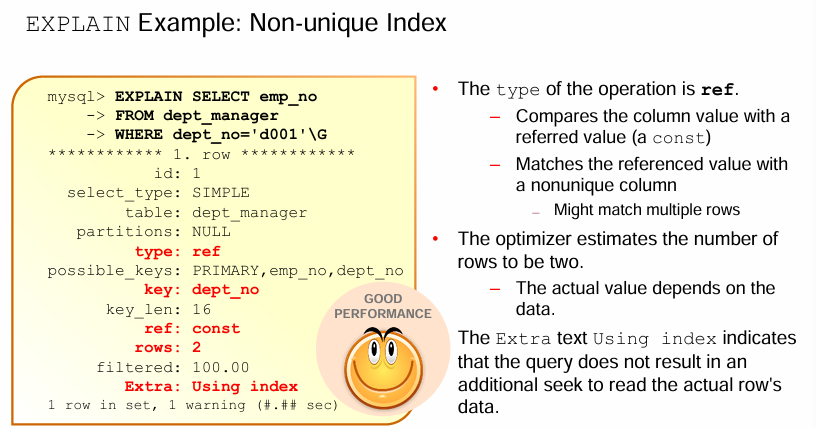 EXPLAIN Example: Non-unique Index
mysql> EXPLAIN SELECT emp_no
-> FROM dept_manager
-> WHERE dept_no='d001'\G
************ 1. row ************
id: 1
select_type: SIMPLE
table: dept_manager
partitions: NULL
type: ref
possible_keys: PRIMARY,emp_no,dept_no
key: dept_no
key_len: 16
ref: const
rows: 2
filtered: 100.00
Extra: Using index
1 row in set, 1 warning (#.## sec)
GOOD
PERFORMANCE
• The type of the operation is ref.
– Compares the column value with a
referred value (a const)
– Matches the referenced value with
a nonunique column
– Might match multiple rows
• The optimizer estimates the number of
rows to be two.
– The actual value depends on the
data.
The Extra text Using index indicates
that the query does not result in an
additional seek to read the actual row's
data.